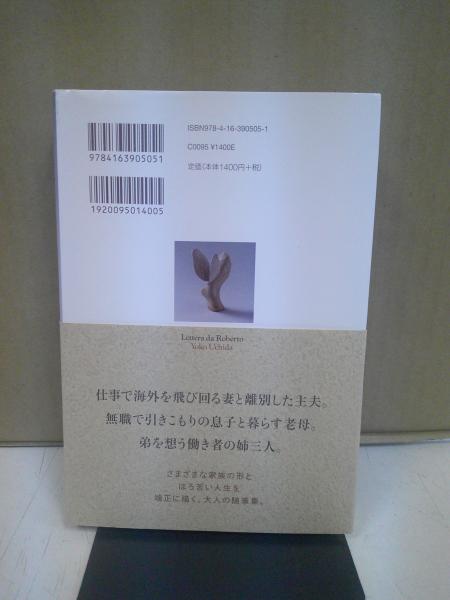 ISBN978-4-16-390505-1
C0095 ¥1400E
定価(本体1400円+税)
9784163905051
1920095014005
Lettera da Roberto
Yoko Uchida
仕事で海外を飛び回る妻と離別した主夫。
無職で引きこもりの息子と暮らす老母。
弟を想う働き者の姉三人。
さまざまな家族の形と
ほろ苦い人生を
端正に描く、大人の随筆集。